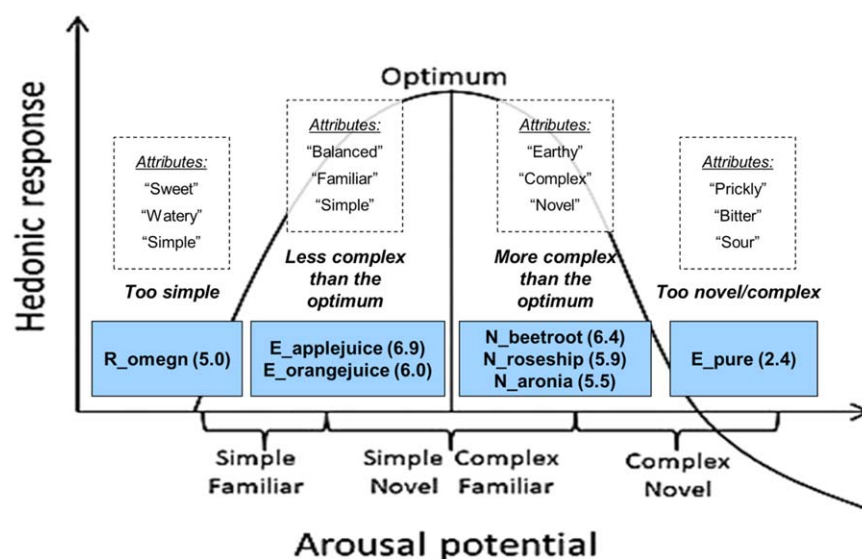 Hedonic response
Optimum
Attributes:
“Sweet”
“Watery”
“Simple”
Too simple
R_omegn (5.0)
Attributes:
“Balanced”
“Familiar”
“Simple”
Less complex
than the
optimum
E_applejuice (6.9)
E_orangejuice (6.0)
Attributes:
“Earthy”
“Complex”
“Novel”
More complex
than the
optimum
N_beetroot (6.4)
N_roseship (5.9)
N_aronia (5.5)
Attributes:
“Prickly”
“Bitter”
“Sour”
Too novel/complex
E_pure (2.4)
Simple
Familiar
Simple
Novel
Complex
Familiar
Complex
Novel
Arousal potential